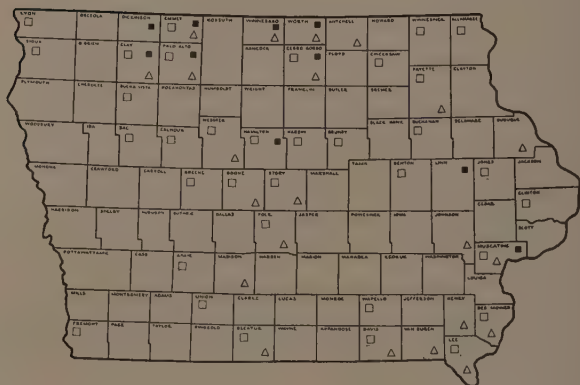 LYON OSCEOLA DICKINSON EMMET KOSSUTH WINNEBAGO WORTH MITCHELL HOWARD WINNESHIEK ALLAMAKEE
SIOUX O'BRIEN CLAY PALO ALTO HANCOCK CERRO GORDO FLOYD CHICKASAW FAYETTE CLAYTON
PLYMOUTH CHEROKEE BUENA VISTA POCAHONTAS HUMBOLDT WRIGHT FRANKLIN BUTLER BREMER
WOODBURY IDA SAC CALHOUN WEBSTER HAMILTON HARDIN GRUNDY BLACK HAWK BUCHANAN DELAWARE DUBUQUE
MONONA CRAWFORD CARROLL GREENE BOONE STORY MARSHALL TAMA BENTON LINN JONES JACKSON
CLINTON
CEDAR
HARRISON SHELBY AUDUBON GUTHRIE DALLAS POLK JASPER POWESHIEK IOWA JOHNSON SCOTT
MUSCATINE
POTTAWATTAMIE CASS ADAIR MADISON WARREN MARION MAHASKA KEOKUK WASHINGTON
LOUISA
MILLS MONTGOMERY ADAMS UNION CLARKE LUCAS MONROE WAPELLO JEFFERSON HENRY DES MOINES
FREMONT PAGE TAYLOR RINGGOLD DECATUR WAYNE APPANOOSE DAVIS VAN BUREN
LEE